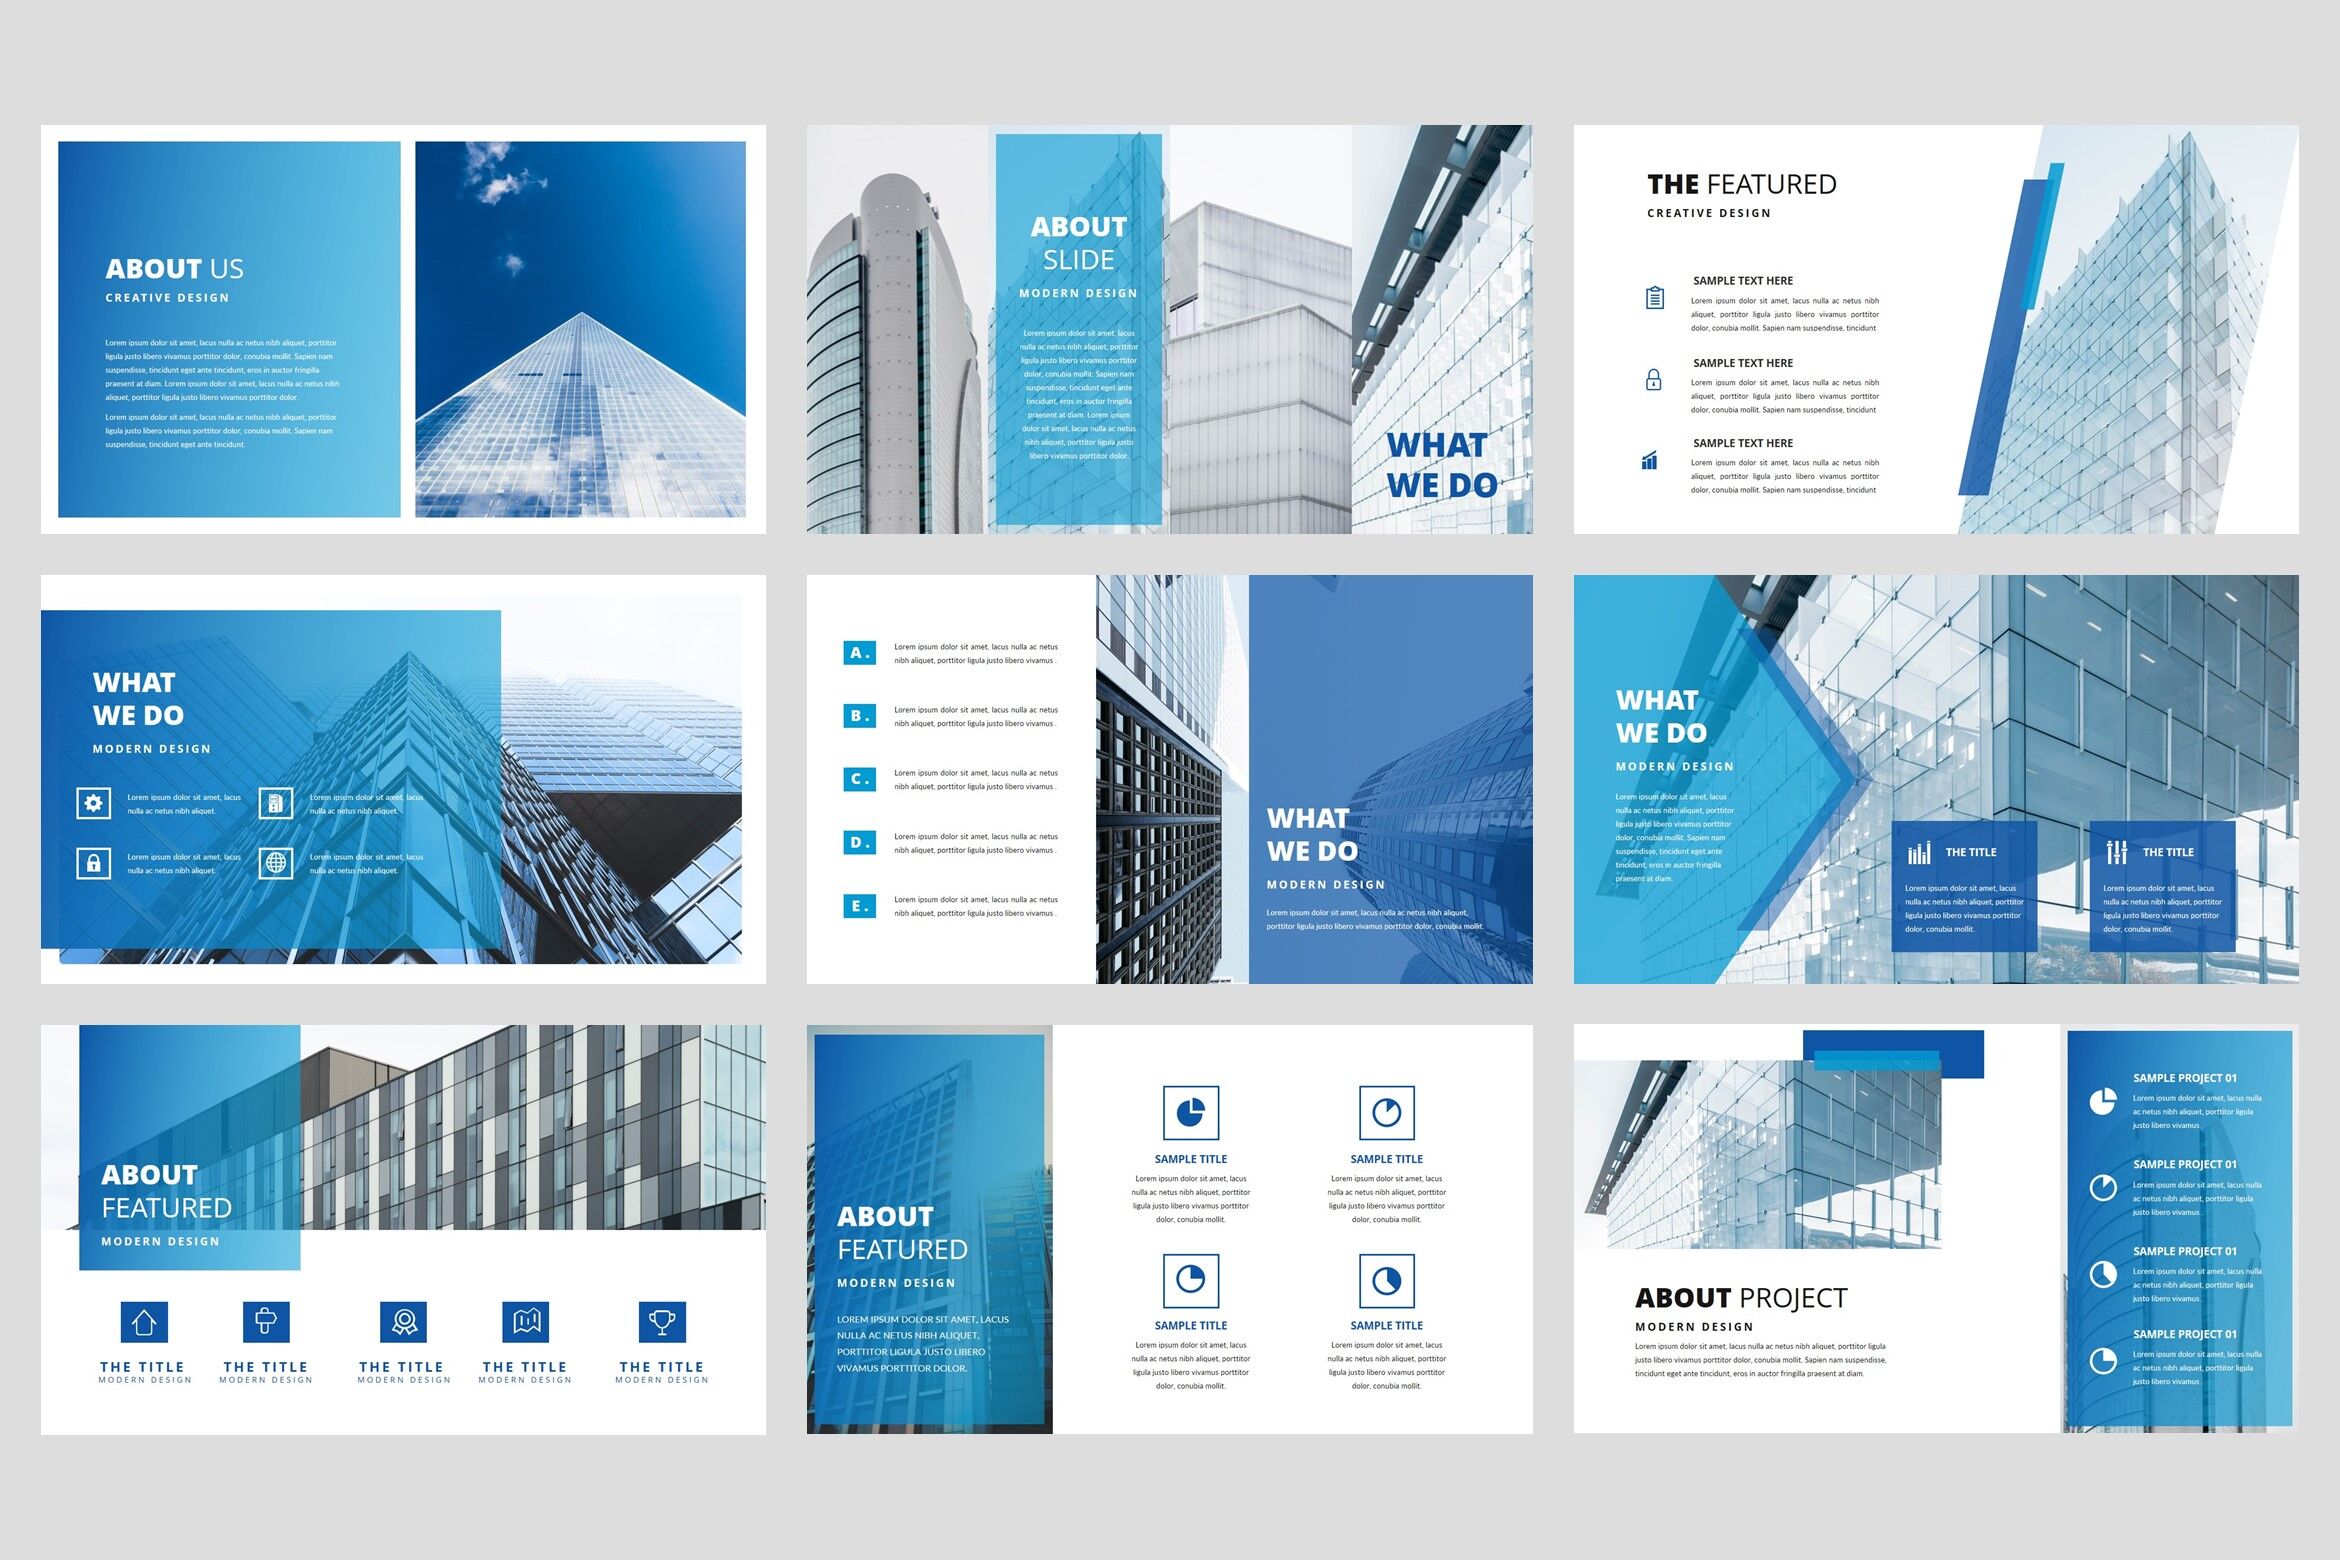 ABOUT US
CREATIVE DESIGN
Lorem ipsum dolor sit amet, lacus nulla ac netus nibh aliquet, porttitor
ligula justo libero vivamus porttitor dolor, conubia mollit. Sapien nam
suspendisse, tincidunt eget ante tincidunt, eros in auctor fringilla
praesent at diam. Lorem ipsum dolor sit amet, lacus nulla ac netus nibh
aliquet, porttitor ligula justo libero vivamus porttitor dolor.
Lorem ipsum dolor sit amet, lacus nulla ac netus nibh aliquet, porttitor
ligula justo libero vivamus porttitor dolor, conubia mollit. Sapien nam
suspendisse, tincidunt eget ante tincidunt.
ABOUT
SLIDE
MODERN DESIGN
Lorem ipsum dolor sit amet, lacus
nulla ac netus nibh aliquet, porttitor
ligula justo libero vivamus porttitor
dolor, conubia mollit. Sapien nam
suspendisse, tincidunt eget ante
tincidunt, eros in auctor fringilla
praesent at diam. Lorem ipsum
dolor sit amet, lacus nulla ac netus
nibh aliquet, porttitor ligula justo
libero vivamus porttitor dolor.
WHAT
WE DO
THE FEATURED
CREATIVE DESIGN
SAMPLE TEXT HERE
Lorem ipsum dolor sit amet, lacus nulla ac netus nibh
aliquet, porttitor ligula justo libero vivamus porttitor
dolor, conubia mollit. Sapien nam suspendisse, tincidunt
SAMPLE TEXT HERE
Lorem ipsum dolor sit amet, lacus nulla ac netus nibh
aliquet, porttitor ligula justo libero vivamus porttitor
dolor, conubia mollit. Sapien nam suspendisse, tincidunt
SAMPLE TEXT HERE
Lorem ipsum dolor sit amet, lacus nulla ac netus nibh
aliquet, porttitor ligula justo libero vivamus porttitor
dolor, conubia mollit. Sapien nam suspendisse, tincidunt
WHAT
WE DO
MODERN DESIGN
Lorem ipsum dolor sit amet, lacus
nulla ac netus nibh aliquet.
Lorem ipsum dolor sit amet, lacus
nulla ac netus nibh aliquet.
Lorem ipsum dolor sit amet, lacus
nulla ac netus nibh aliquet.
Lorem ipsum dolor sit amet, lacus
nulla ac netus nibh aliquet.
A.
Lorem ipsum dolor sit amet, lacus nulla ac netus
nibh aliquet, porttitor ligula justo libero vivamus .
B.
Lorem ipsum dolor sit amet, lacus nulla ac netus
nibh aliquet, porttitor ligula justo libero vivamus .
C.
Lorem ipsum dolor sit amet, lacus nulla ac netus
nibh aliquet, porttitor ligula justo libero vivamus .
D.
Lorem ipsum dolor sit amet, lacus nulla ac netus
nibh aliquet, porttitor ligula justo libero vivamus .
E.
Lorem ipsum dolor sit amet, lacus nulla ac netus
nibh aliquet, porttitor ligula justo libero vivamus .
WHAT
WE DO
MODERN DESIGN
Lorem ipsum dolor sit amet, lacus nulla ac netus nibh aliquet,
porttitor ligula justo libero vivamus porttitor dolor, conubia mollit.
WHAT
WE DO
MODERN DESIGN
Lorem ipsum dolor sit amet, lacus
nulla ac netus nibh aliquet, porttitor
ligula justo libero vivamus porttitor
dolor, conubia mollit. Sapien nam
suspendisse, tincidunt eget ante
tincidunt, eros in auctor fringilla
praesent at diam.
THE TITLE
Lorem ipsum dolor sit amet, lacus
nulla ac netus nibh aliquet, porttitor
ligula justo libero vivamus porttitor
dolor, conubia mollit.
THE TITLE
Lorem ipsum dolor sit amet, lacus
nulla ac netus nibh aliquet, porttitor
ligula justo libero vivamus porttitor
dolor, conubia mollit.
ABOUT
FEATURED
MODERN DESIGN
THE TITLE
MODERN DESIGN
THE TITLE
MODERN DESIGN
THE TITLE
MODERN DESIGN
THE TITLE
MODERN DESIGN
THE TITLE
MODERN DESIGN
ABOUT
FEATURED
MODERN DESIGN
LOREM IPSUM DOLOR SIT AMET, LACUS
NULLA AC NETUS NIBH ALIQUET,
PORTTITOR LIGULA JUSTO LIBERO
VIVAMUS PORTTITOR DOLOR.
SAMPLE TITLE
Lorem ipsum dolor sit amet, lacus
nulla ac netus nibh aliquet, porttitor
ligula justo libero vivamus porttitor
dolor, conubia mollit.
SAMPLE TITLE
Lorem ipsum dolor sit amet, lacus
nulla ac netus nibh aliquet, porttitor
ligula justo libero vivamus porttitor
dolor, conubia mollit.
SAMPLE TITLE
Lorem ipsum dolor sit amet, lacus
nulla ac netus nibh aliquet, porttitor
ligula justo libero vivamus porttitor
dolor, conubia mollit.
SAMPLE TITLE
Lorem ipsum dolor sit amet, lacus
nulla ac netus nibh aliquet, porttitor
ligula justo libero vivamus porttitor
dolor, conubia mollit.
ABOUT PROJECT
MODERN DESIGN
Lorem ipsum dolor sit amet, lacus nulla ac netus nibh aliquet, porttitor ligula
justo libero vivamus porttitor dolor, conubia mollit. Sapien nam suspendisse,
tincidunt eget ante tincidunt, eros in auctor fringilla praesent at diam.
SAMPLE PROJECT 01
Lorem ipsum dolor sit amet, lacus nulla
ac netus nibh aliquet, porttitor ligula
justo libero vivamus .
SAMPLE PROJECT 01
Lorem ipsum dolor sit amet, lacus nulla
ac netus nibh aliquet, porttitor ligula
justo libero vivamus .
SAMPLE PROJECT 01
Lorem ipsum dolor sit amet, lacus nulla
ac netus nibh aliquet, porttitor ligula
justo libero vivamus .
SAMPLE PROJECT 01
Lorem ipsum dolor sit amet, lacus nulla
ac netus nibh aliquet, porttitor ligula
justo libero vivamus .